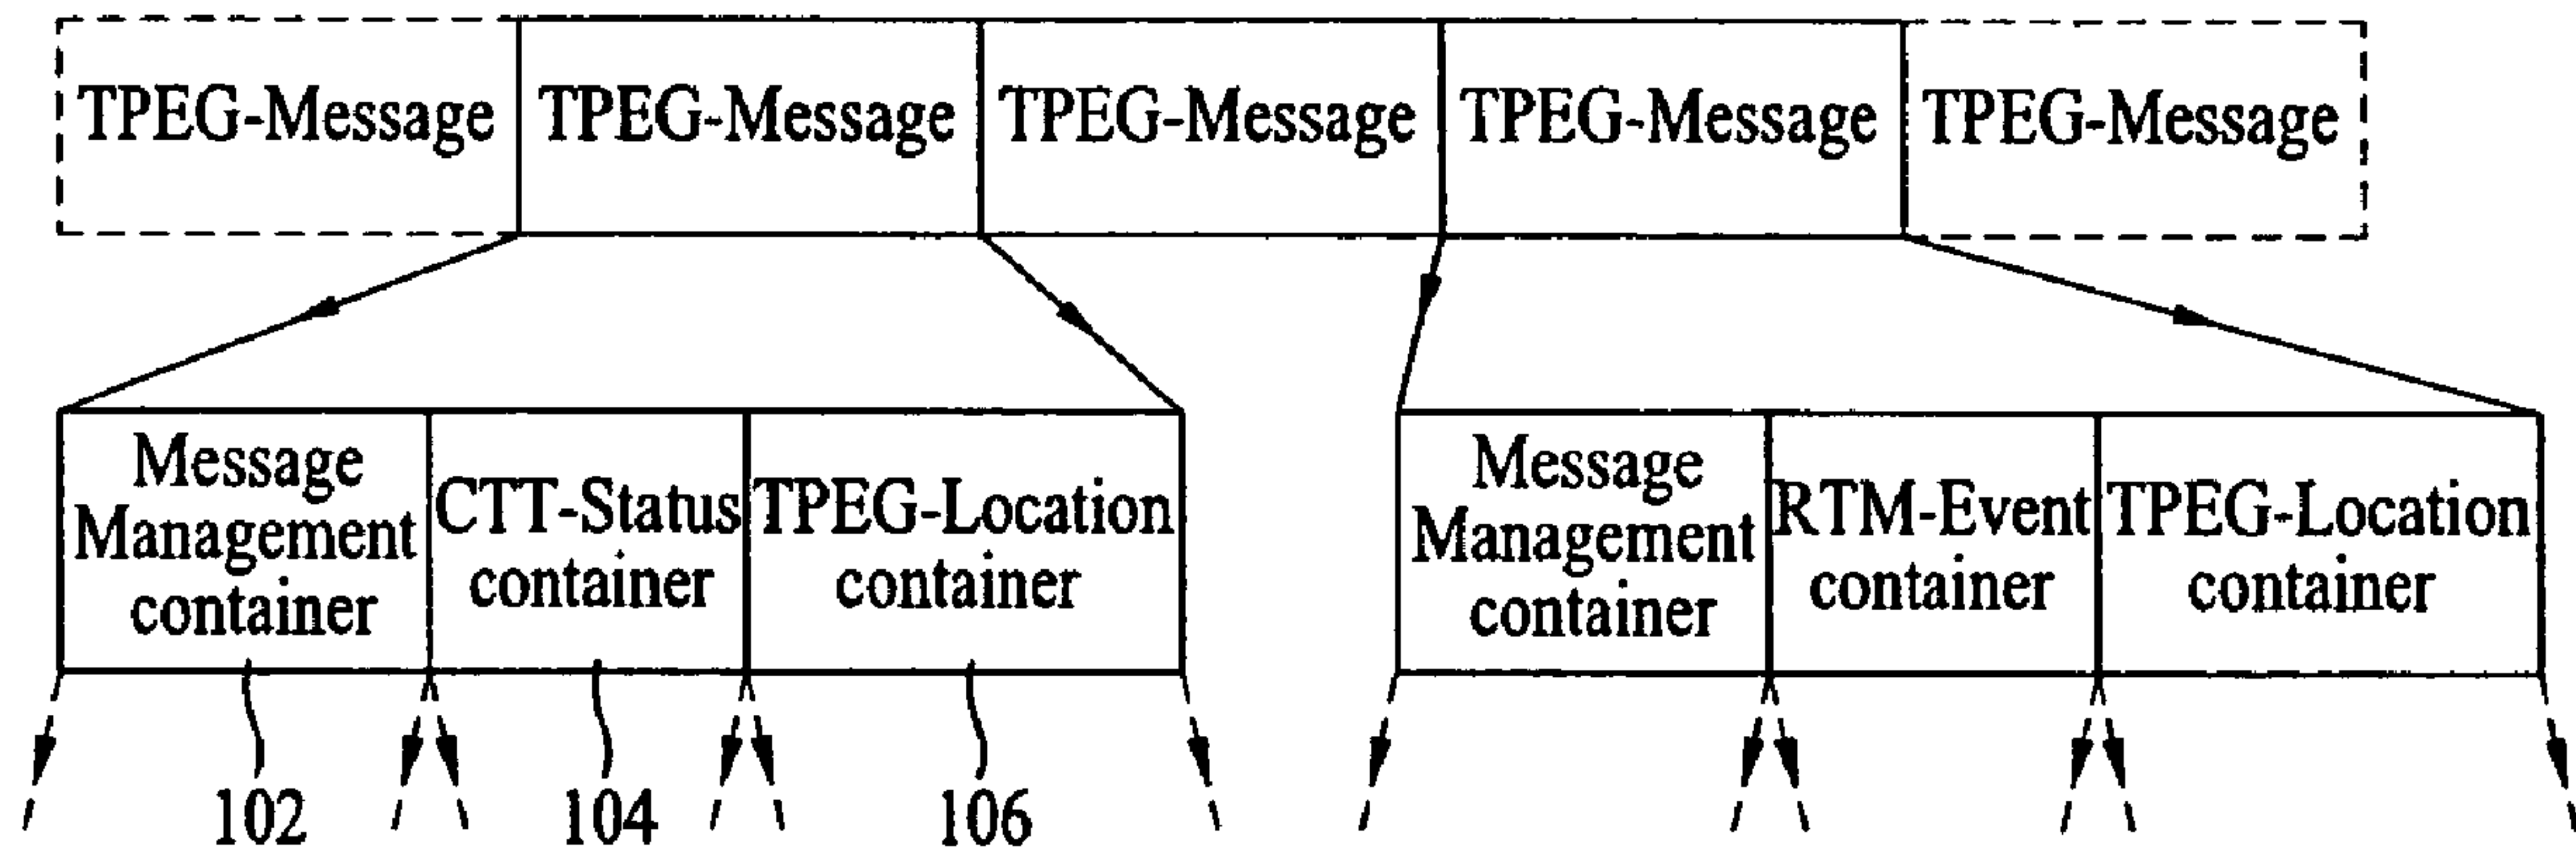 TPEG-Message TPEG-Message TPEG-Message TPEG-Message TPEG-Message
Message
Management
container
CTT-Status
container
TPEG-Location
container
Message
Management
container
RTM-Event
container
TPEG-Location
container
102 104 106